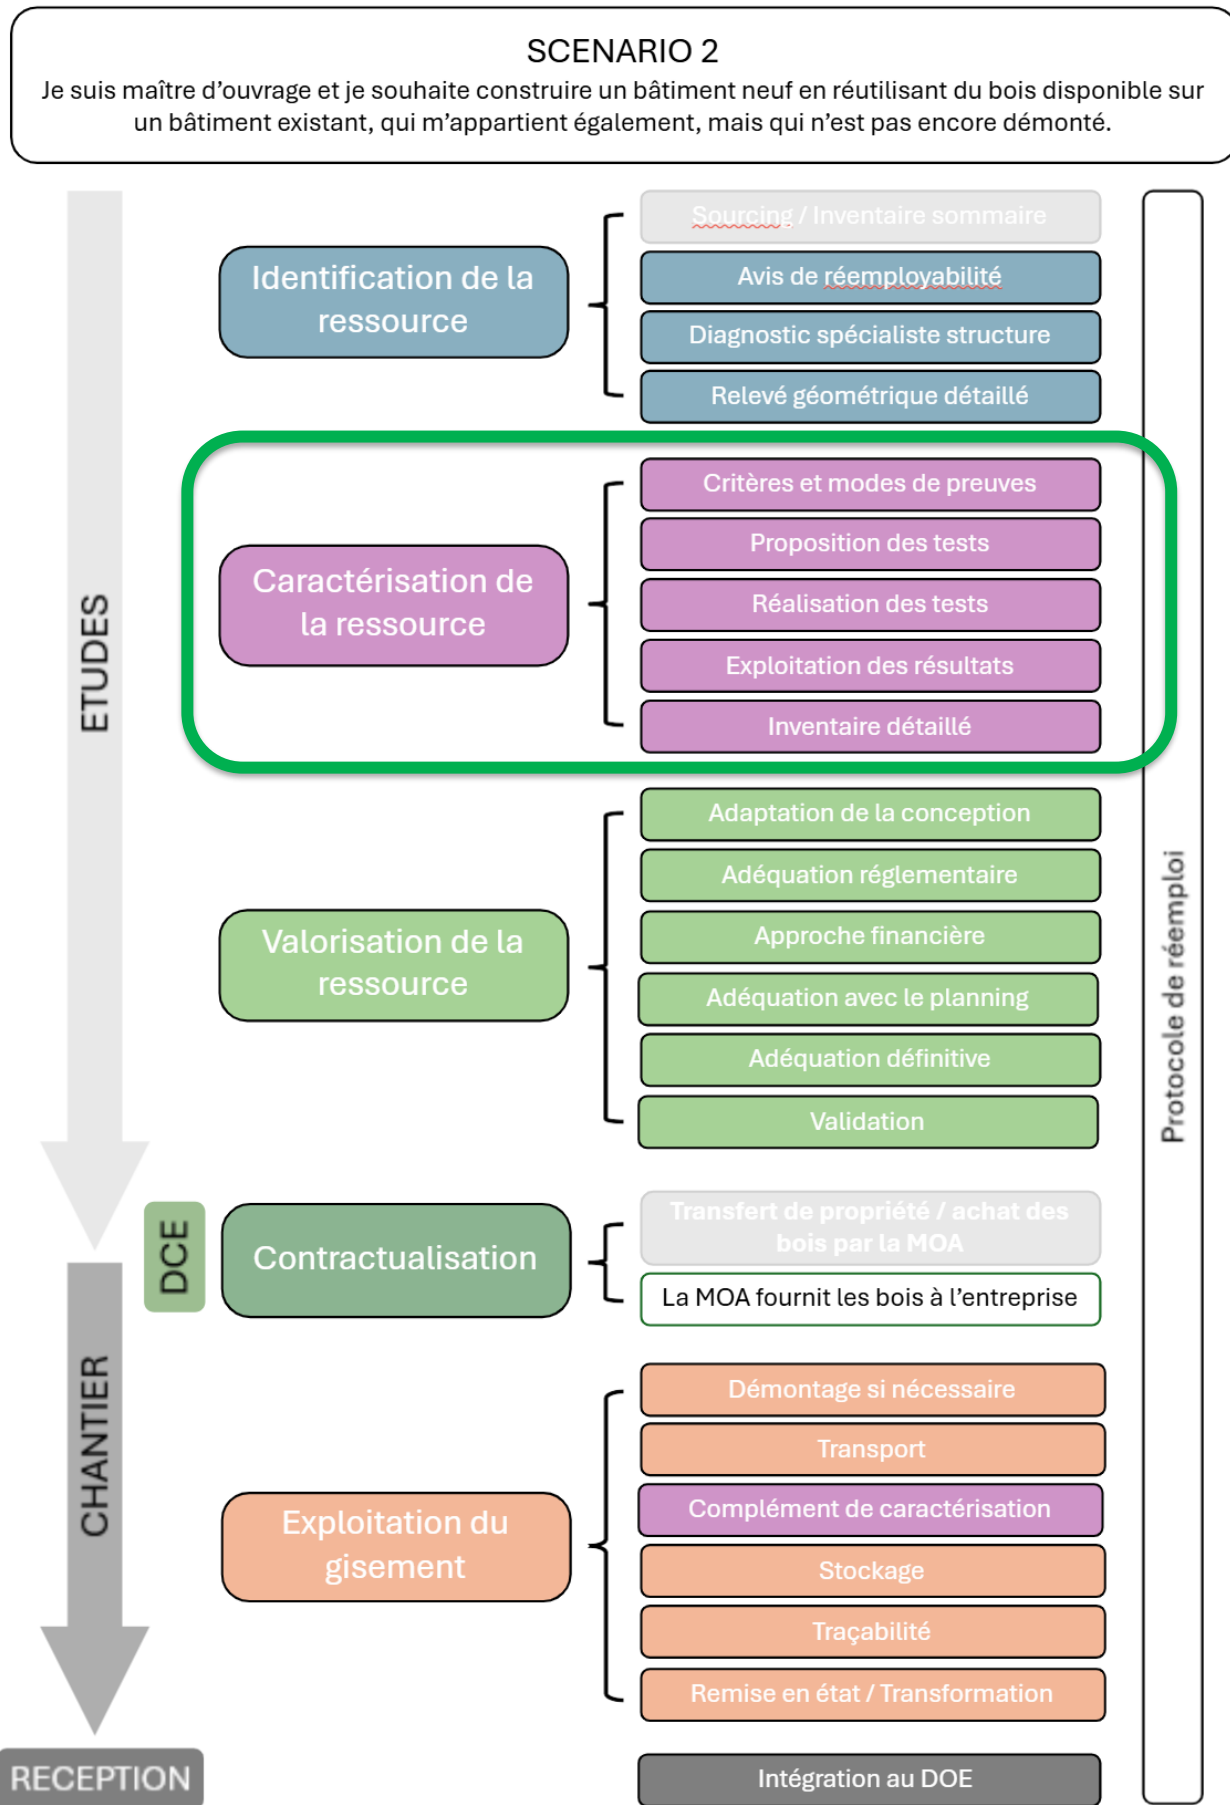 SCENARIO 2
Je suis maître d'ouvrage et je souhaite construire un bâtiment neuf en réutilisant du bois disponible sur
un bâtiment existant, qui m'appartient également, mais qui n'est pas encore démonté.
ETUDES
Identification de la
ressource
Sourcing / Inventaire sommaire
Avis de réemployabilité
Diagnostic spécialiste structure
Relevé géométrique détaillé
Caractérisation de
la ressource
Critères et modes de preuves
Proposition des tests
Réalisation des tests
Exploitation des résultats
Inventaire détaillé
Valorisation de la
ressource
Adaptation de la conception
Adéquation réglementaire
Approche financière
Adéquation avec le planning
Adéquation définitive
Validation
Protocole de réemploi
DCE
Contractualisation
Transfert de propriété / achat des
bois par la MOA
La MOA fournit les bois à l'entreprise
CHANTIER
Exploitation du
gisement
Démontage si nécessaire
Transport
Complément de caractérisation
Stockage
Traçabilité
Remise en état / Transformation
RECEPTION
Intégration au DOE